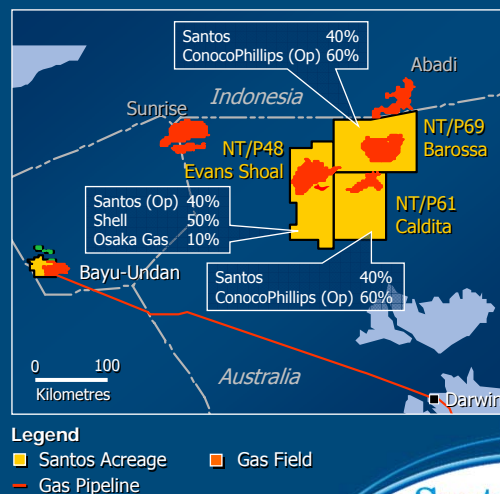 Santos 40%
ConocoPhillips (Op) 60%
Abadi
Indonesia
Sunrise
NT/P69
Barossa
NT/P48
Evans Shoal
Santos (Op) 40%
Shell 50%
Osaka Gas 10%
NT/P61
Caldita
Bayu-Undan
Santos 40%
ConocoPhillips (Op) 60%
0 100
Kilometres
Australia
Darwin
Legend
Santos Acreage
Gas Field
Gas Pipeline